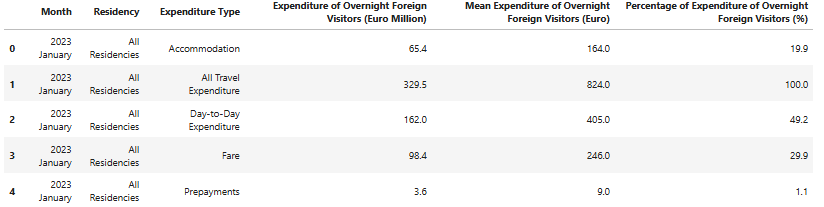 Month Residency Expenditure Type Expenditure of Overnight Foreign Visitors (Euro Million) Mean Expenditure of Overnight Foreign Visitors (Euro) Percentage of Expenditure of Overnight Foreign Visitors (%)
0 2023 January All Residencies Accommodation 65.4 164.0 19.9
1 2023 January All Residencies All Travel Expenditure 329.5 824.0 100.0
2 2023 January All Residencies Day-to-Day Expenditure 162.0 405.0 49.2
3 2023 January All Residencies Fare 98.4 246.0 29.9
4 2023 January All Residencies Prepayments 3.6 9.0 1.1